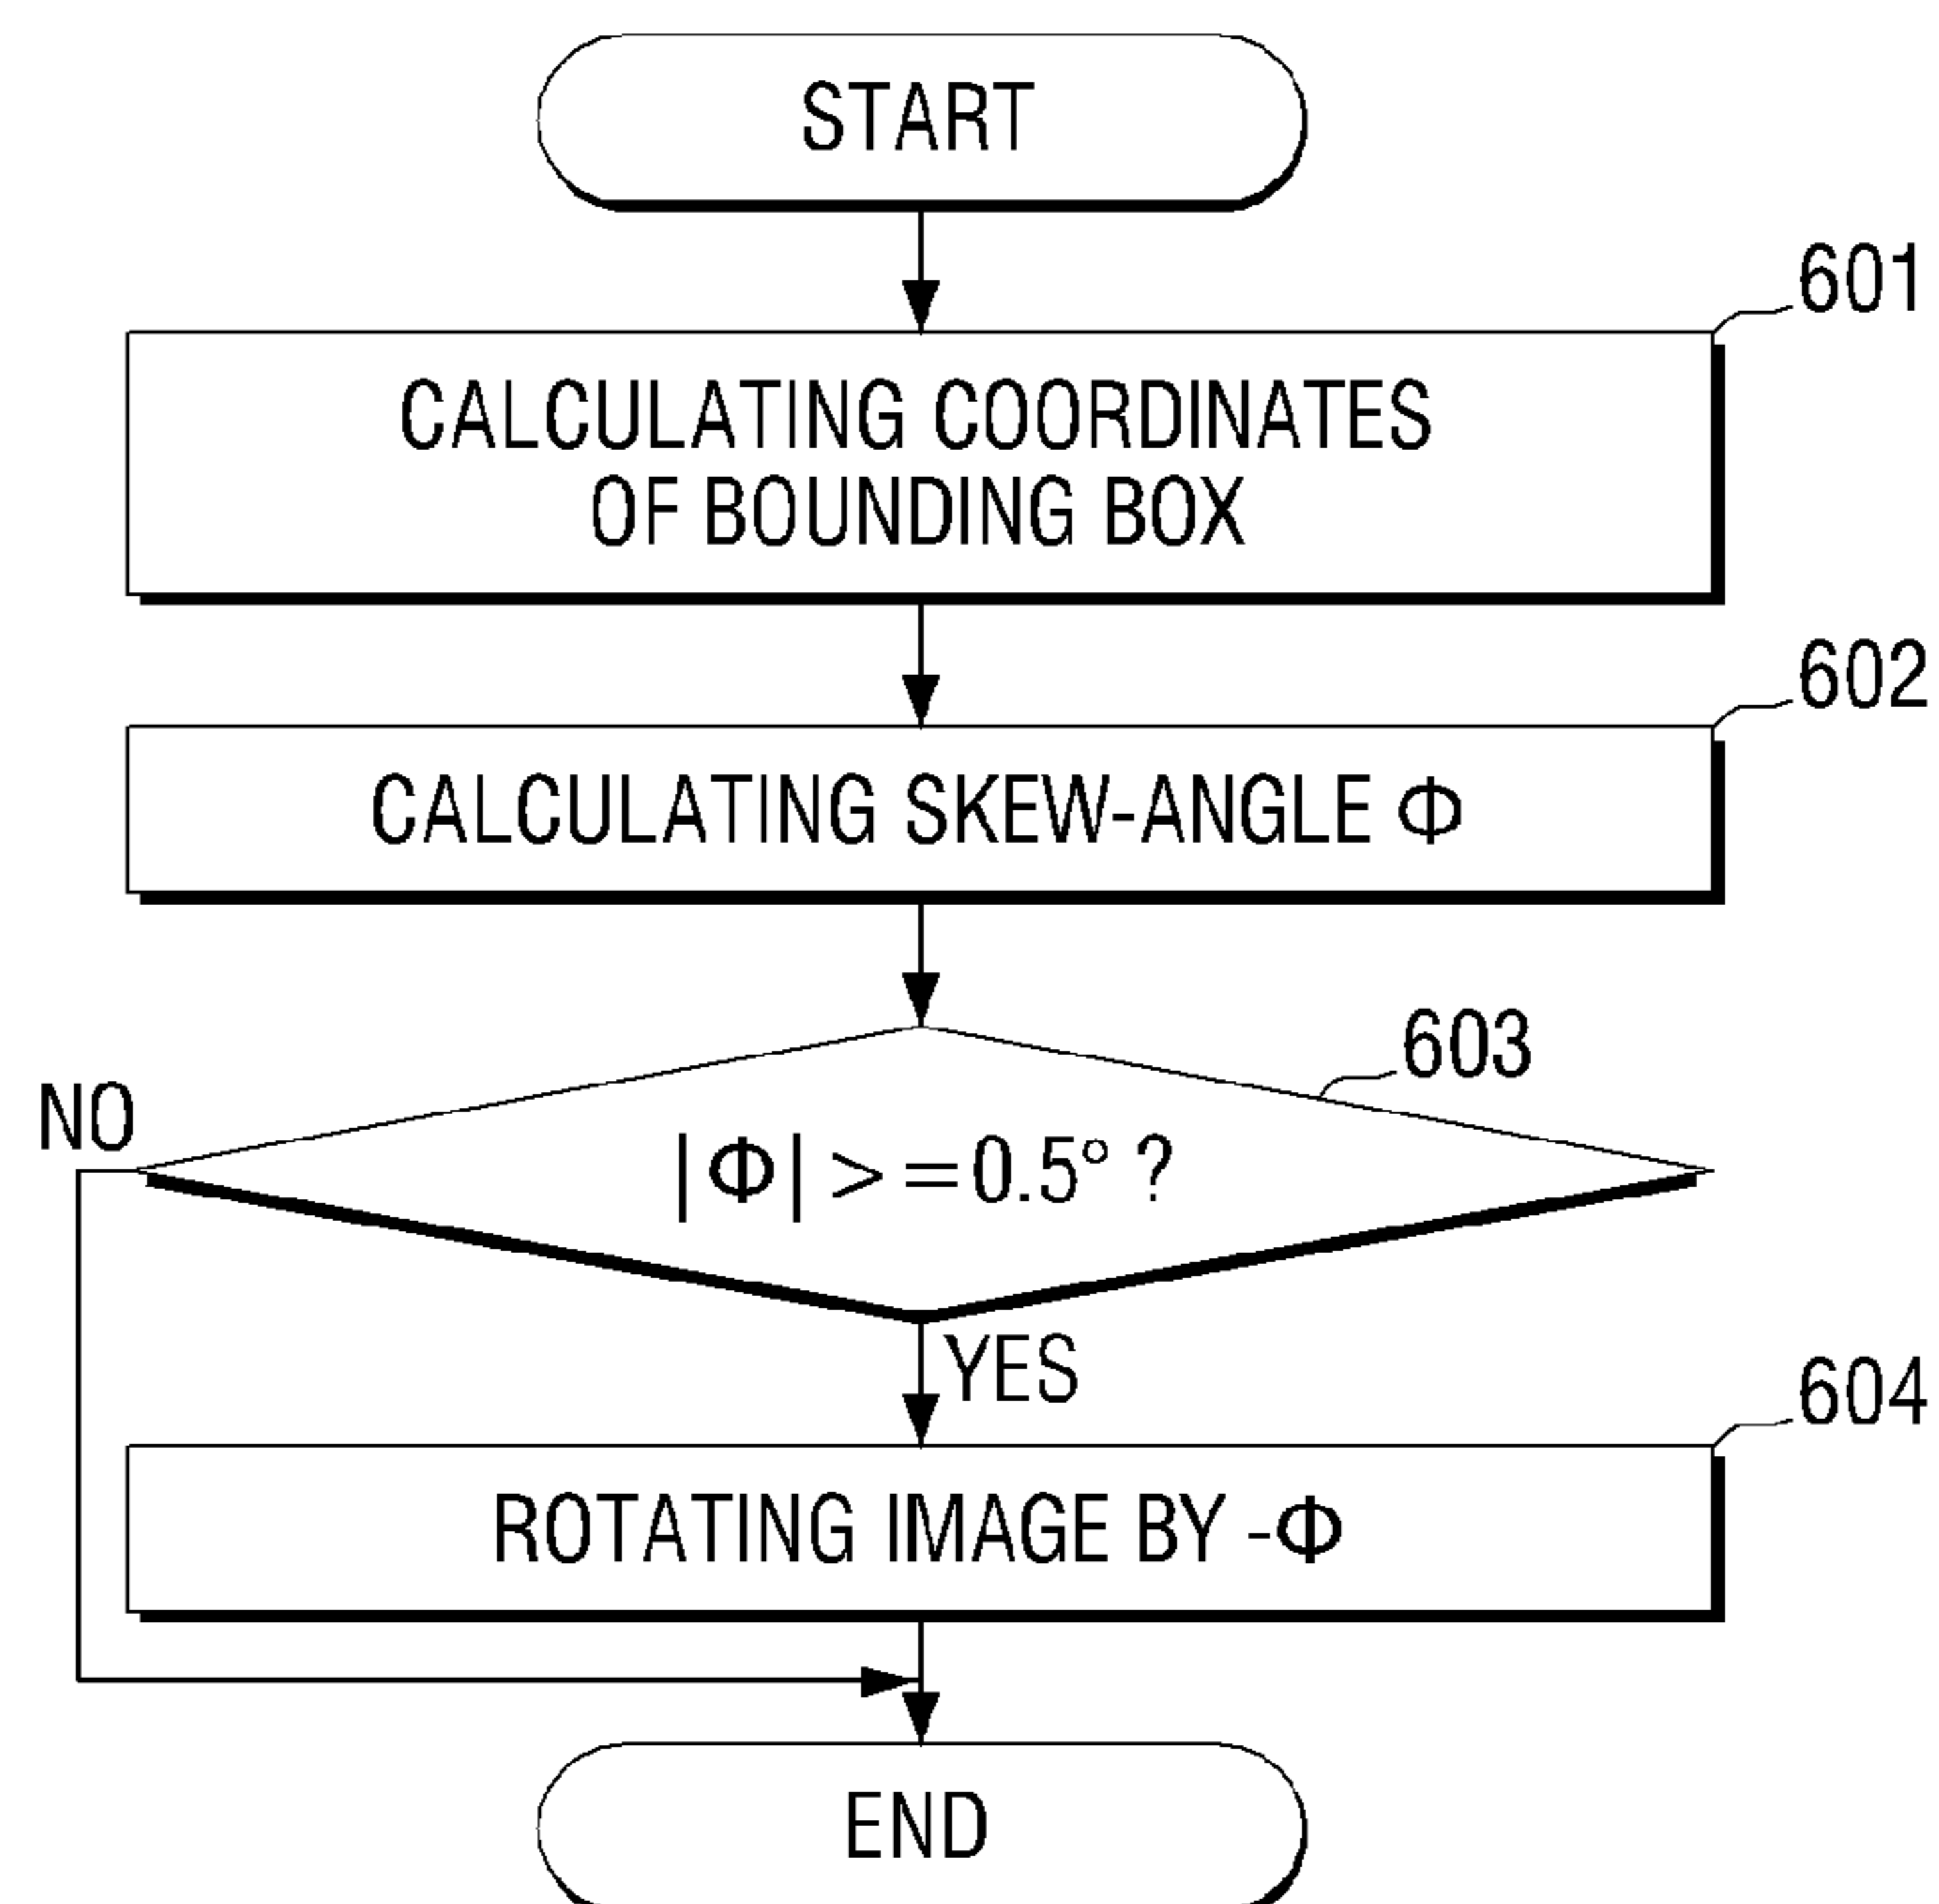 START
601
CALCULATING COORDINATES
OF BOUNDING BOX
602
CALCULATING SKEW-ANGLE Φ
603
NO
|Φ| > =0.5° ?
YES
604
ROTATING IMAGE BY -Φ
END